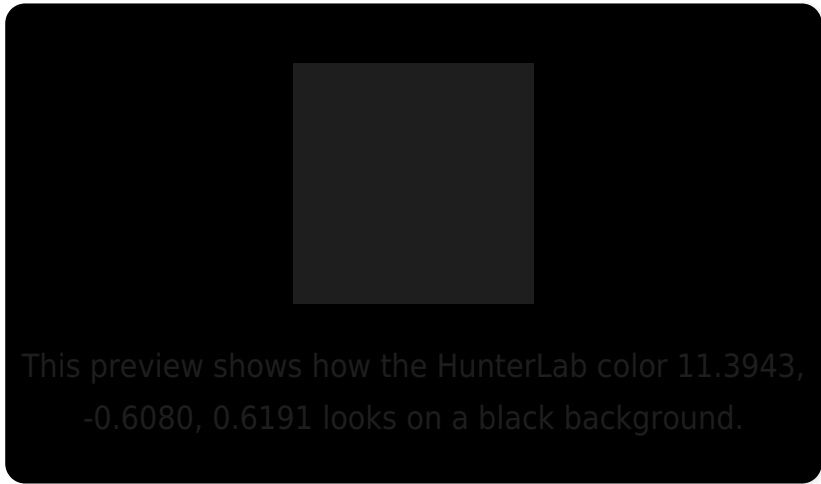 This preview shows how the HunterLab color 11.3943,
-0.6080, 0.6191 looks on a black background.